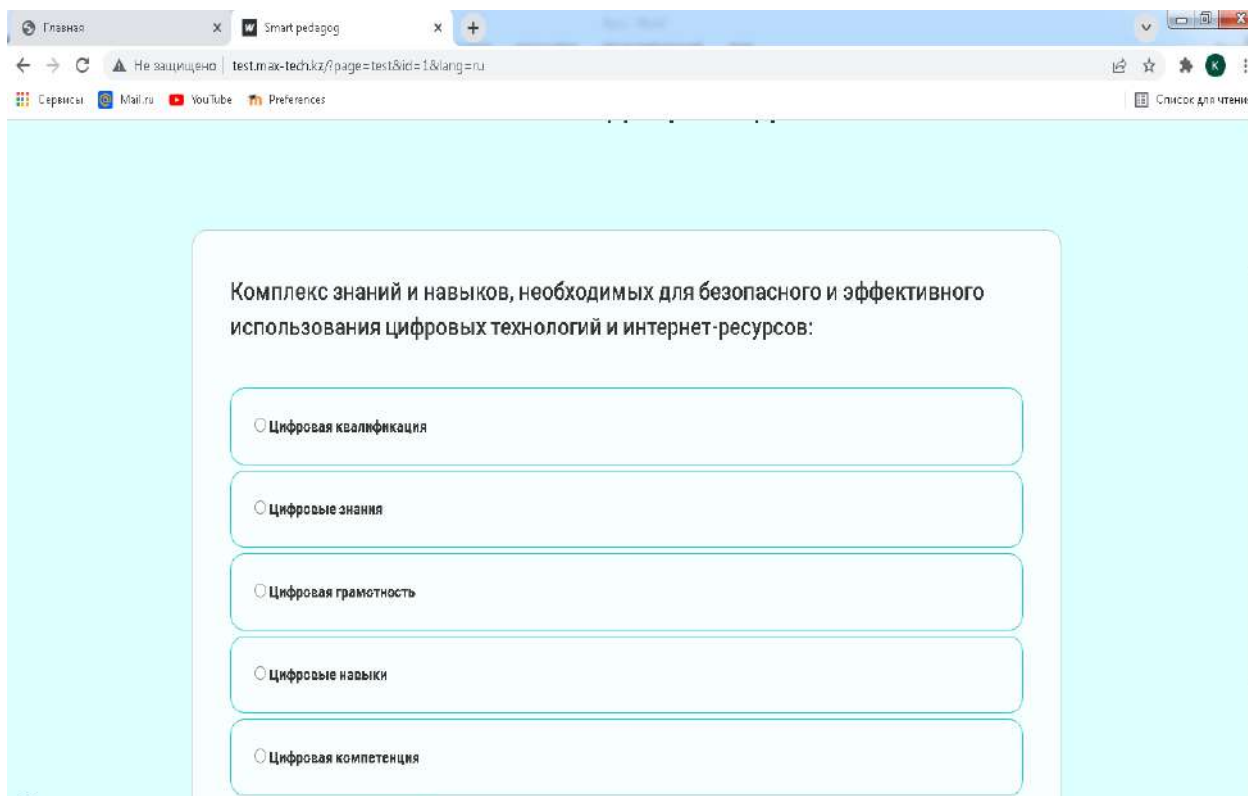 Главная
Smart pedagog
Не защищено test.max-tech.kz/?page=test&id=1&lang=ru
K
Сервисы Mail.ru YouTube Preferences Список для чтени
Комплекс знаний и навыков, необходимых для безопасного и эффективного
использования цифровых технологий и интернет-ресурсов:
Цифровая квалификация
Цифровые знания
Цифровая грамотность
Цифровые навыки
Цифровая компетенция